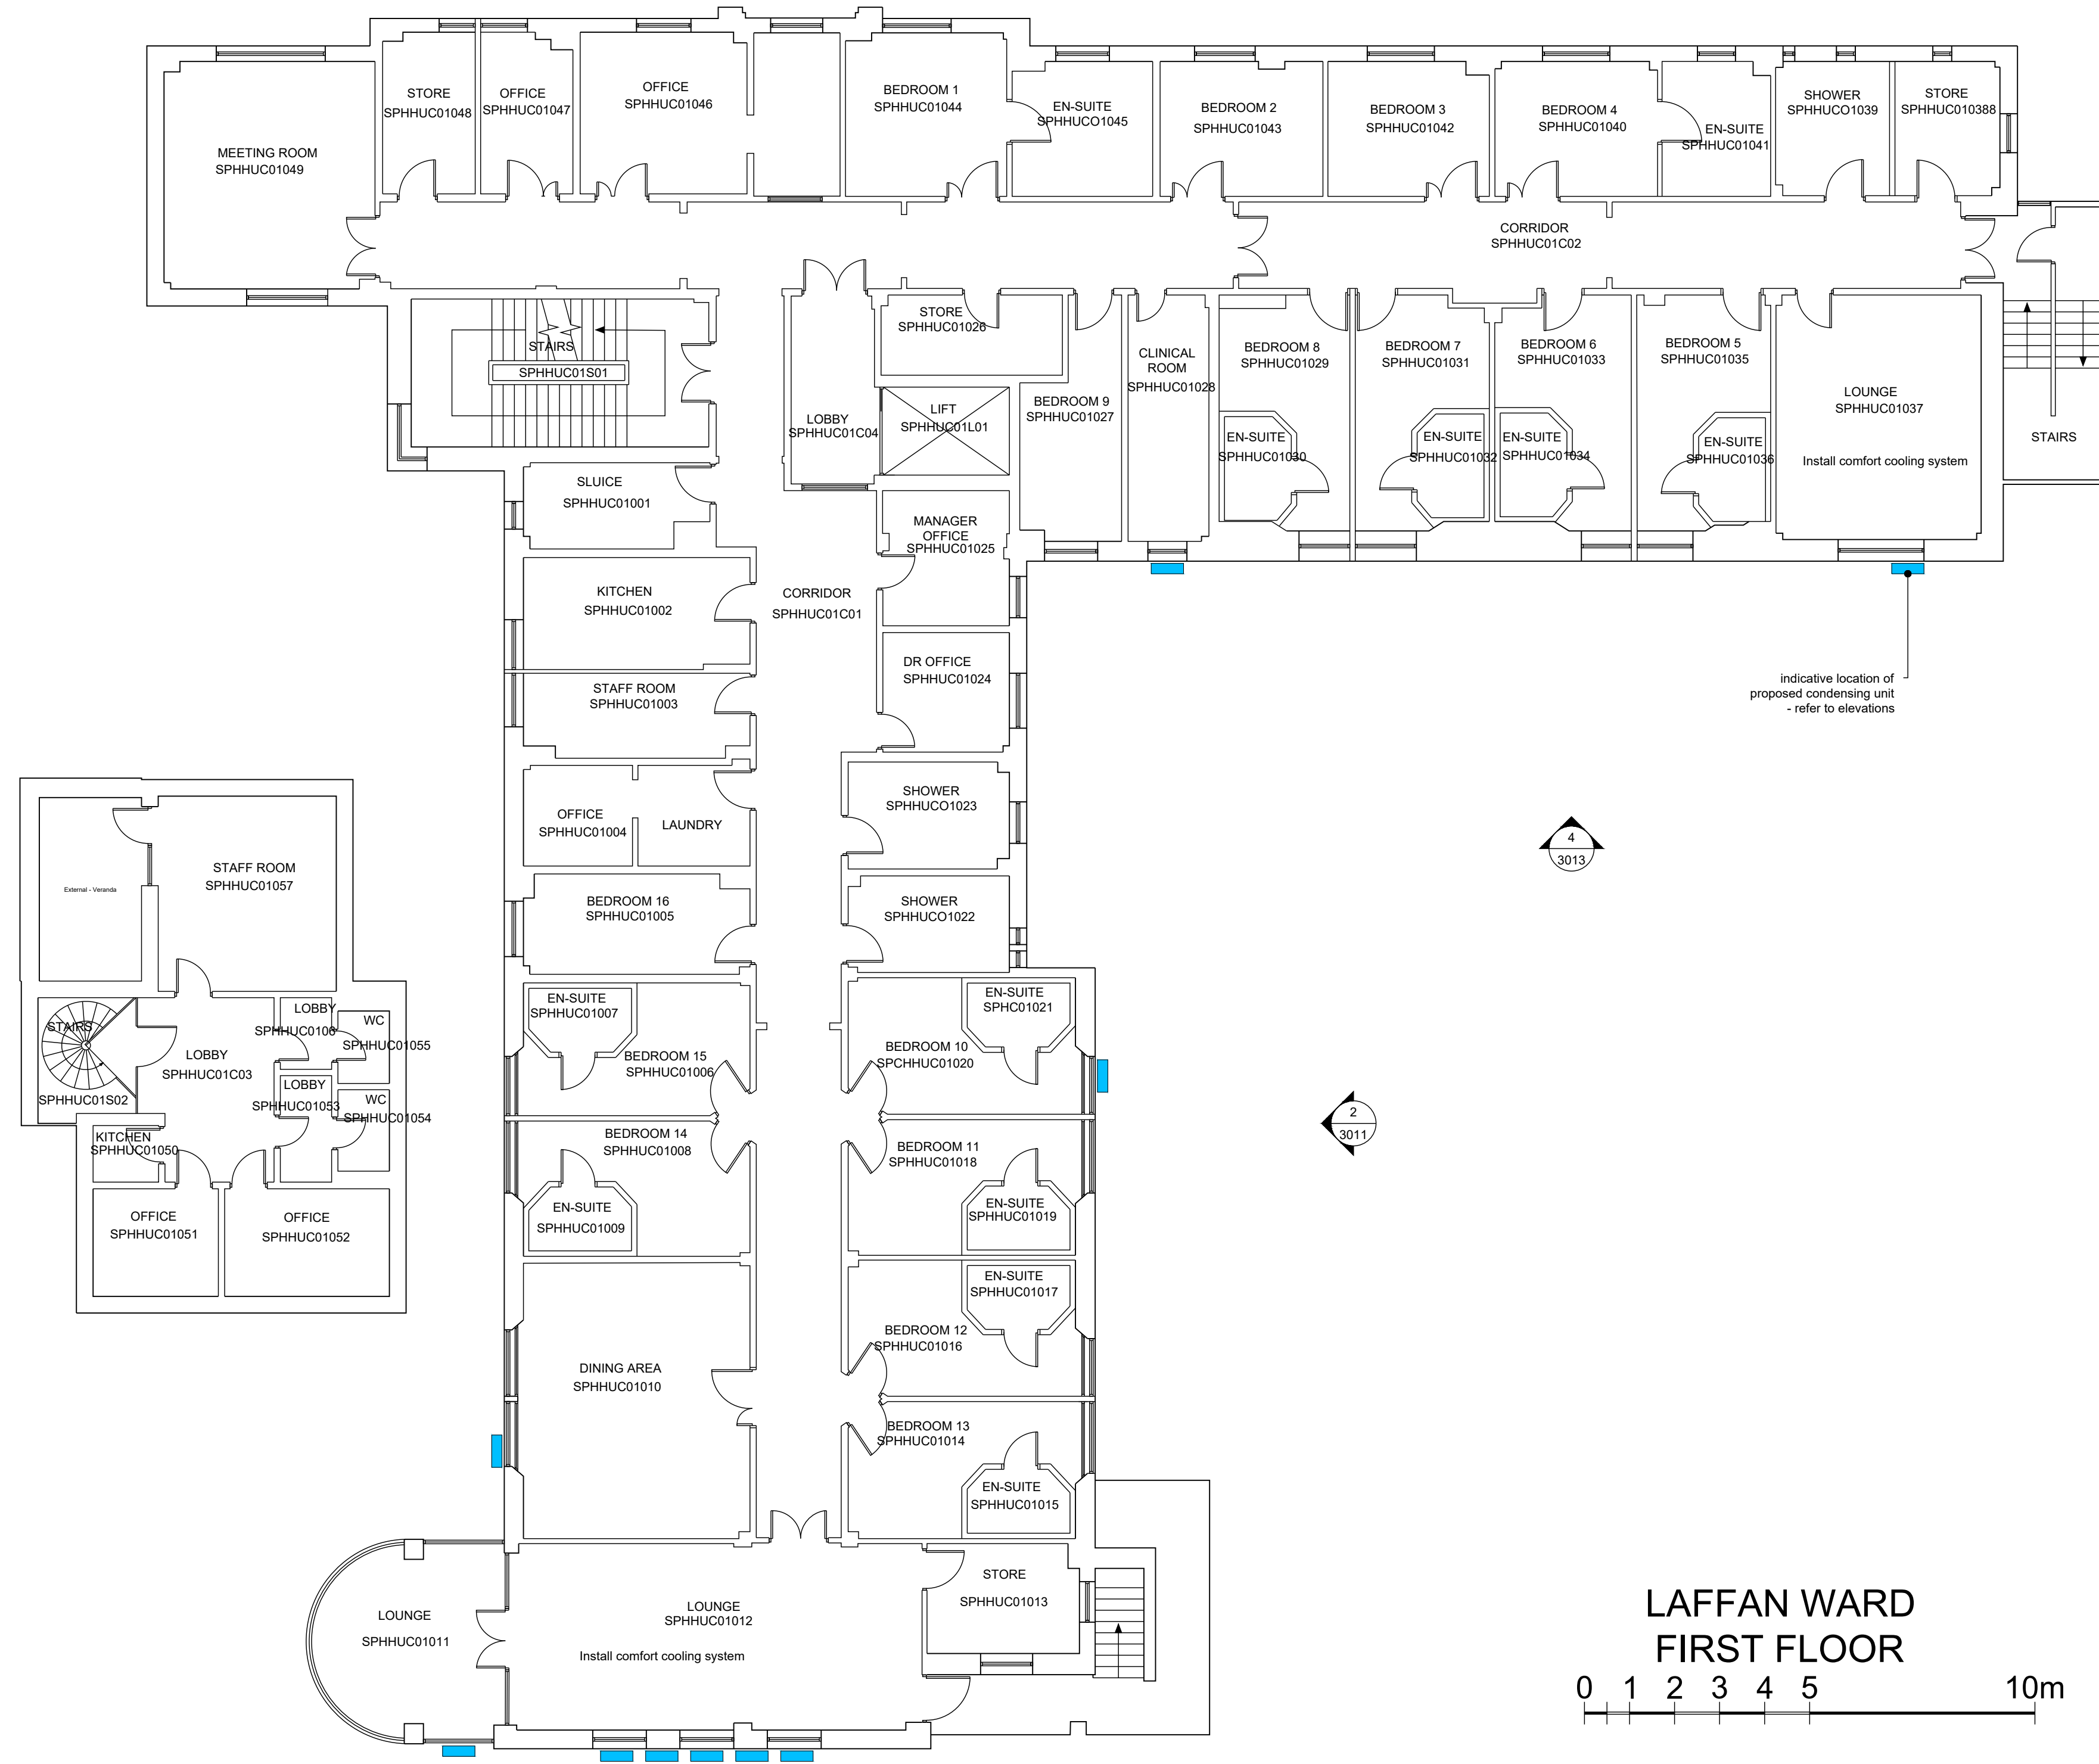 STORE
SPHHUC01048
OFFICE
SPHHUC01047
OFFICE
SPHHUC01046
BEDROOM 1
SPHHUC01044
EN-SUITE
SPHHUCO1045
BEDROOM 2
SPHHUC01043
BEDROOM 3
SPHHUC01042
BEDROOM 4
SPHHUC01040
EN-SUITE
SPHHUC01041
SHOWER
SPHHUCO1039
STORE
SPHHUC010388
MEETING ROOM
SPHHUC01049
CORRIDOR
SPHHUC01C02
STAIRS
SPHHUC01S01
LOBBY
SPHHUC01C04
STORE
SPHHUC01026
LIFT
SPHHUC01L01
BEDROOM 9
SPHHUC01027
CLINICAL
ROOM
SPHHUC01028
BEDROOM 8
SPHHUC01029
EN-SUITE
SPHHUC01030
BEDROOM 7
SPHHUC01031
EN-SUITE
SPHHUC01032
BEDROOM 6
SPHHUC01033
EN-SUITE
SPHHUC01034
BEDROOM 5
SPHHUC01035
EN-SUITE
SPHHUC01036
LOUNGE
SPHHUC01037
Install comfort cooling system
STAIRS
SLUICE
SPHHUC01001
MANAGER
OFFICE
SPHHUC01025
KITCHEN
SPHHUC01002
CORRIDOR
SPHHUC01C01
STAFF ROOM
SPHHUC01003
DR OFFICE
SPHHUC01024
indicative location of
proposed condensing unit
- refer to elevations
OFFICE
SPHHUC01004
LAUNDRY
SHOWER
SPHHUCO1023
4
3013
BEDROOM 16
SPHHUC01005
SHOWER
SPHHUCO1022
External - Veranda
STAFF ROOM
SPHHUC01057
STAIRS
SPHHUC01S02
LOBBY
SPHHUC01C03
LOBBY
SPHHUC0106
WC
SPHHUC01055
LOBBY
SPHHUC01053
WC
SPHHUC01054
KITCHEN
SPHHUC01050
OFFICE
SPHHUC01051
OFFICE
SPHHUC01052
EN-SUITE
SPHHUC01007
BEDROOM 15
SPHHUC01006
EN-SUITE
SPHC01021
BEDROOM 10
SPCHHUC01020
2
3011
BEDROOM 14
SPHHUC01008
EN-SUITE
SPHHUC01009
BEDROOM 11
SPHHUC01018
EN-SUITE
SPHHUC01019
EN-SUITE
SPHHUC01017
BEDROOM 12
SPHHUC01016
DINING AREA
SPHHUC01010
BEDROOM 13
SPHHUC01014
EN-SUITE
SPHHUC01015
LOUNGE
SPHHUC01011
LOUNGE
SPHHUC01012
Install comfort cooling system
STORE
SPHHUC01013
LAFFAN WARD
FIRST FLOOR
0 1 2 3 4 5 10m